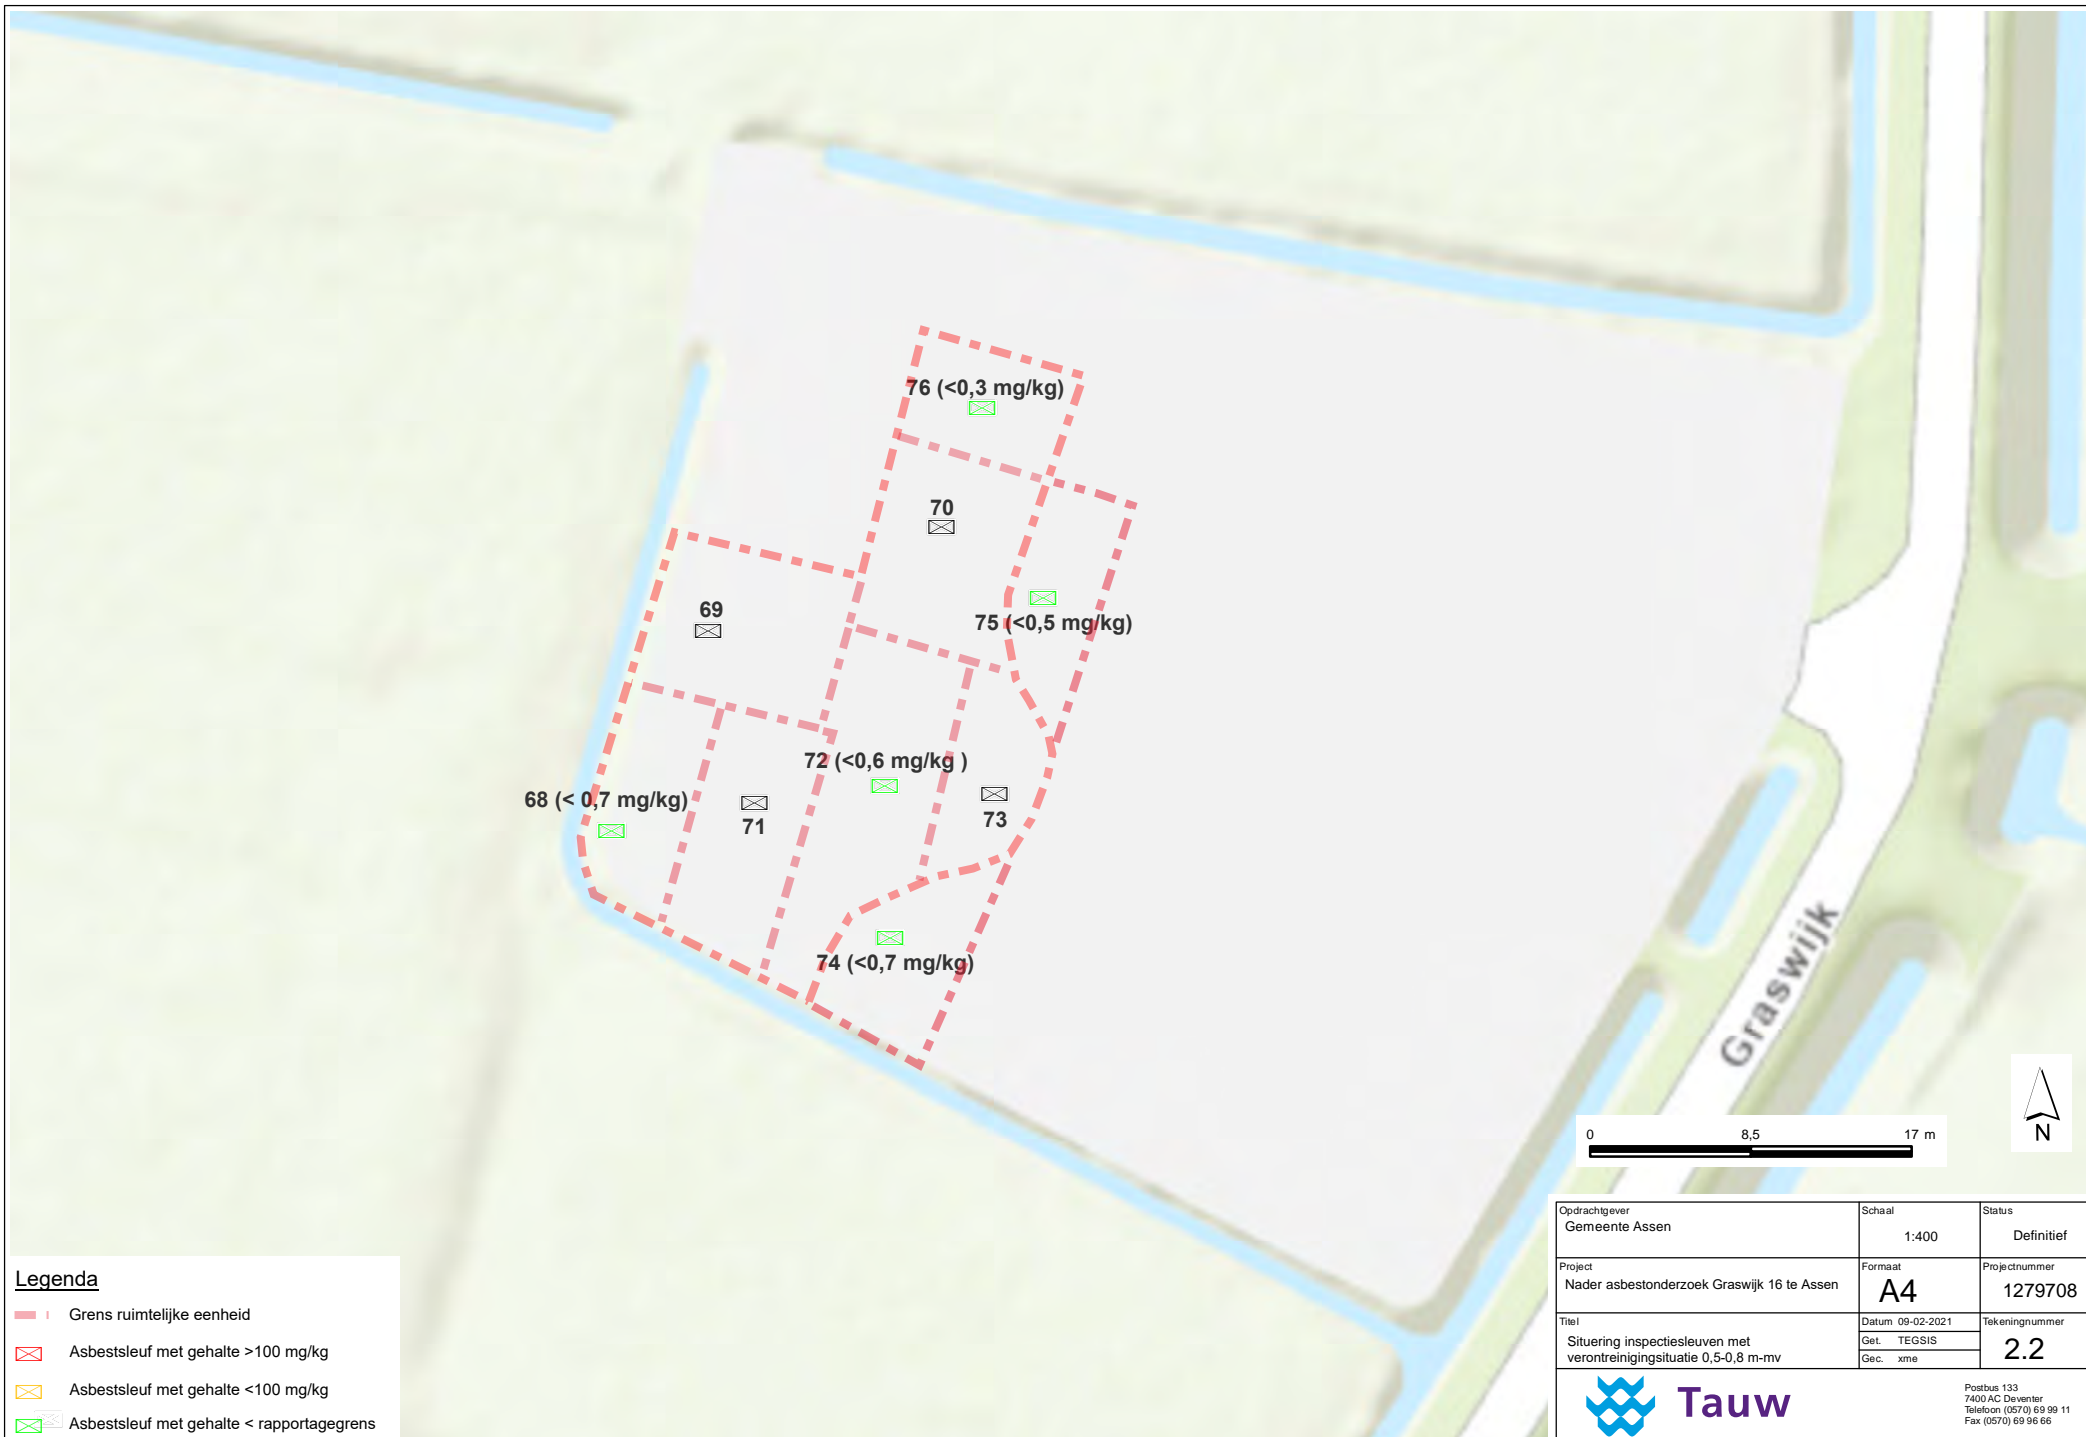 76 (<0,3 mg/kg)
70
75 (<0,5 mg/kg)
69
72 (<0,6 mg/kg )
68 (< 0,7 mg/kg)
71
73
74 (<0,7 mg/kg)
Graswijk
0 8,5 17 m
N
Legenda
Grens ruimtelijke eenheid
Asbestsleuf met gehalte >100 mg/kg
Asbestsleuf met gehalte <100 mg/kg
Asbestsleuf met gehalte < rapportagegrens
Opdrachtgever
Gemeente Assen
Schaal
1:400
Status
Definitief
Project
Nader asbestonderzoek Graswijk 16 te Assen
Formaat
A4
Projectnummer
1279708
Titel
Situering inspectiesleuven met
verontreinigingsituatie 0,5-0,8 m-mv
Datum 09-02-2021
Get. TEGSIS
Gec. xme
Tekeningnummer
2.2
Tauw
Postbus 133
7400 AC Deventer
Telefoon (0570) 69 99 11
Fax (0570) 69 96 66